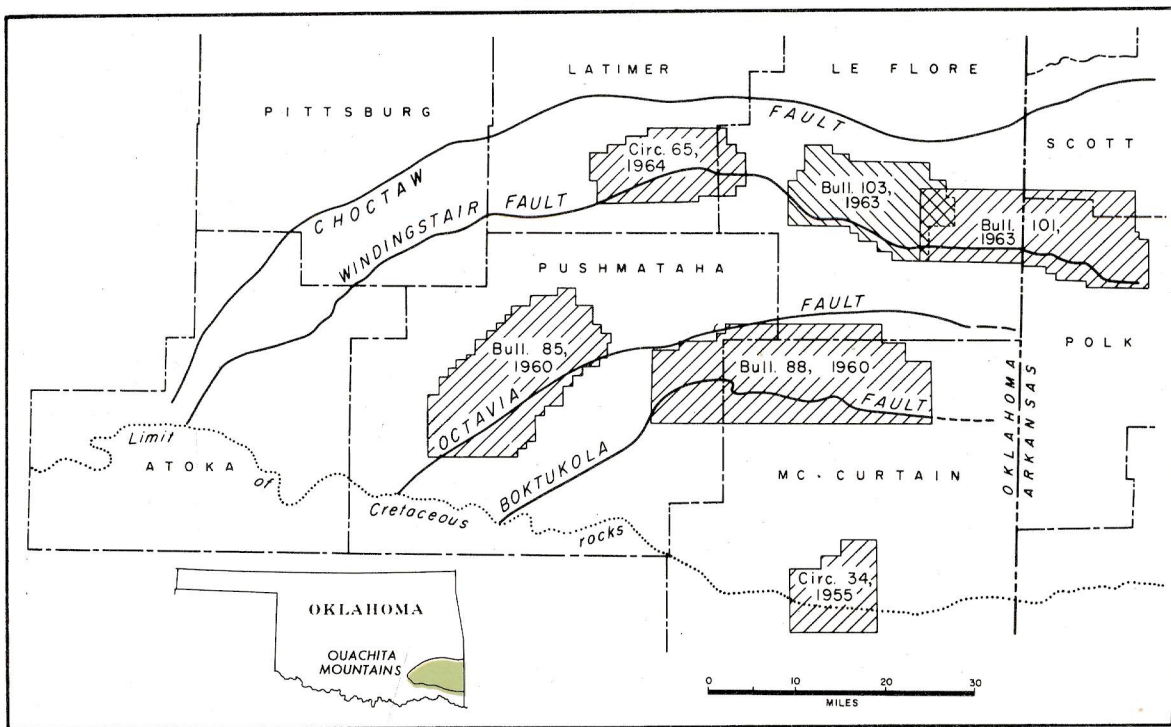 LATIMER
LE FLORE
PITTSBURG
FAULT
SCOTT
Circ. 65,
1964
CHOCTAW
WINDINGSTAIR FAULT
Bull. 103,
1963
Bull. 101,
1963
PUSHMATAHA
FAULT
POLK
Bull. 85,
1960
Bull. 88, 1960
OCTAVIA
FAULT
BOKTUKOLA
OKLAHOMA
ARKANSAS
Limit
of
Cretaceous
rocks
ATOKA
MC-CURTAIN
Circ. 34,
1955
OKLAHOMA
OUACHITA
MOUNTAINS
0 10 20 30
MILES